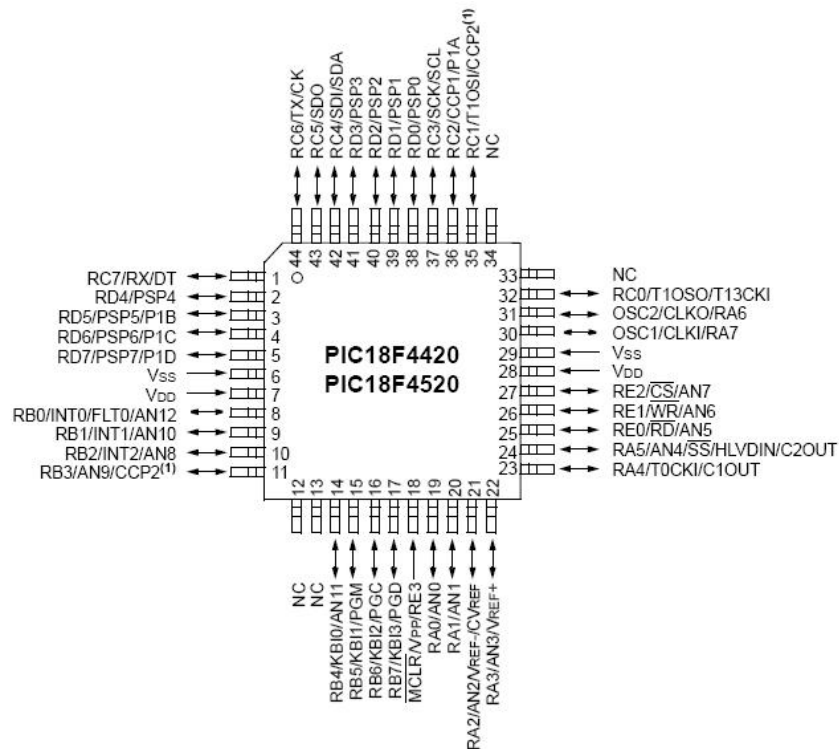 RC6/TX/CK
RC5/SDO
RC4/SDI/SDA
RD3/PSP3
RD2/PSP2
RD1/PSP1
RD0/PSP0
RC3/SCK/SCL
RC2/CCP1/P1A
RC1/T1OSI/CCP2(1)
NC
44
43
42
41
40
39
38
37
36
35
34
RC7/RX/DT 1
RD4/PSP4 2
RD5/PSP5/P1B 3
RD6/PSP6/P1C 4
RD7/PSP7/P1D 5
VSS 6
VDD 7
RB0/INT0/FLT0/AN12 8
RB1/INT1/AN10 9
RB2/INT2/AN8 10
RB3/AN9/CCP2(1) 11
PIC18F4420
PIC18F4520
33 NC
32 RC0/T1OSO/T13CKI
31 OSC2/CLKO/RA6
30 OSC1/CLKI/RA7
29 VSS
28 VDD
27 RE2/CS/AN7
26 RE1/WR/AN6
25 RE0/RD/AN5
24 RA5/AN4/SS/HLVDIN/C2OUT
23 RA4/T0CKI/C1OUT
12
13
14
15
16
17
18
19
20
21
22
NC
NC
RB4/KBI0/AN11
RB5/KBI1/PGM
RB6/KBI2/PGC
RB7/KBI3/PGD
MCLR/VPP/RE3
RA0/AN0
RA1/AN1
RA2/AN2/VREF-/CVREF
RA3/AN3/VREF+